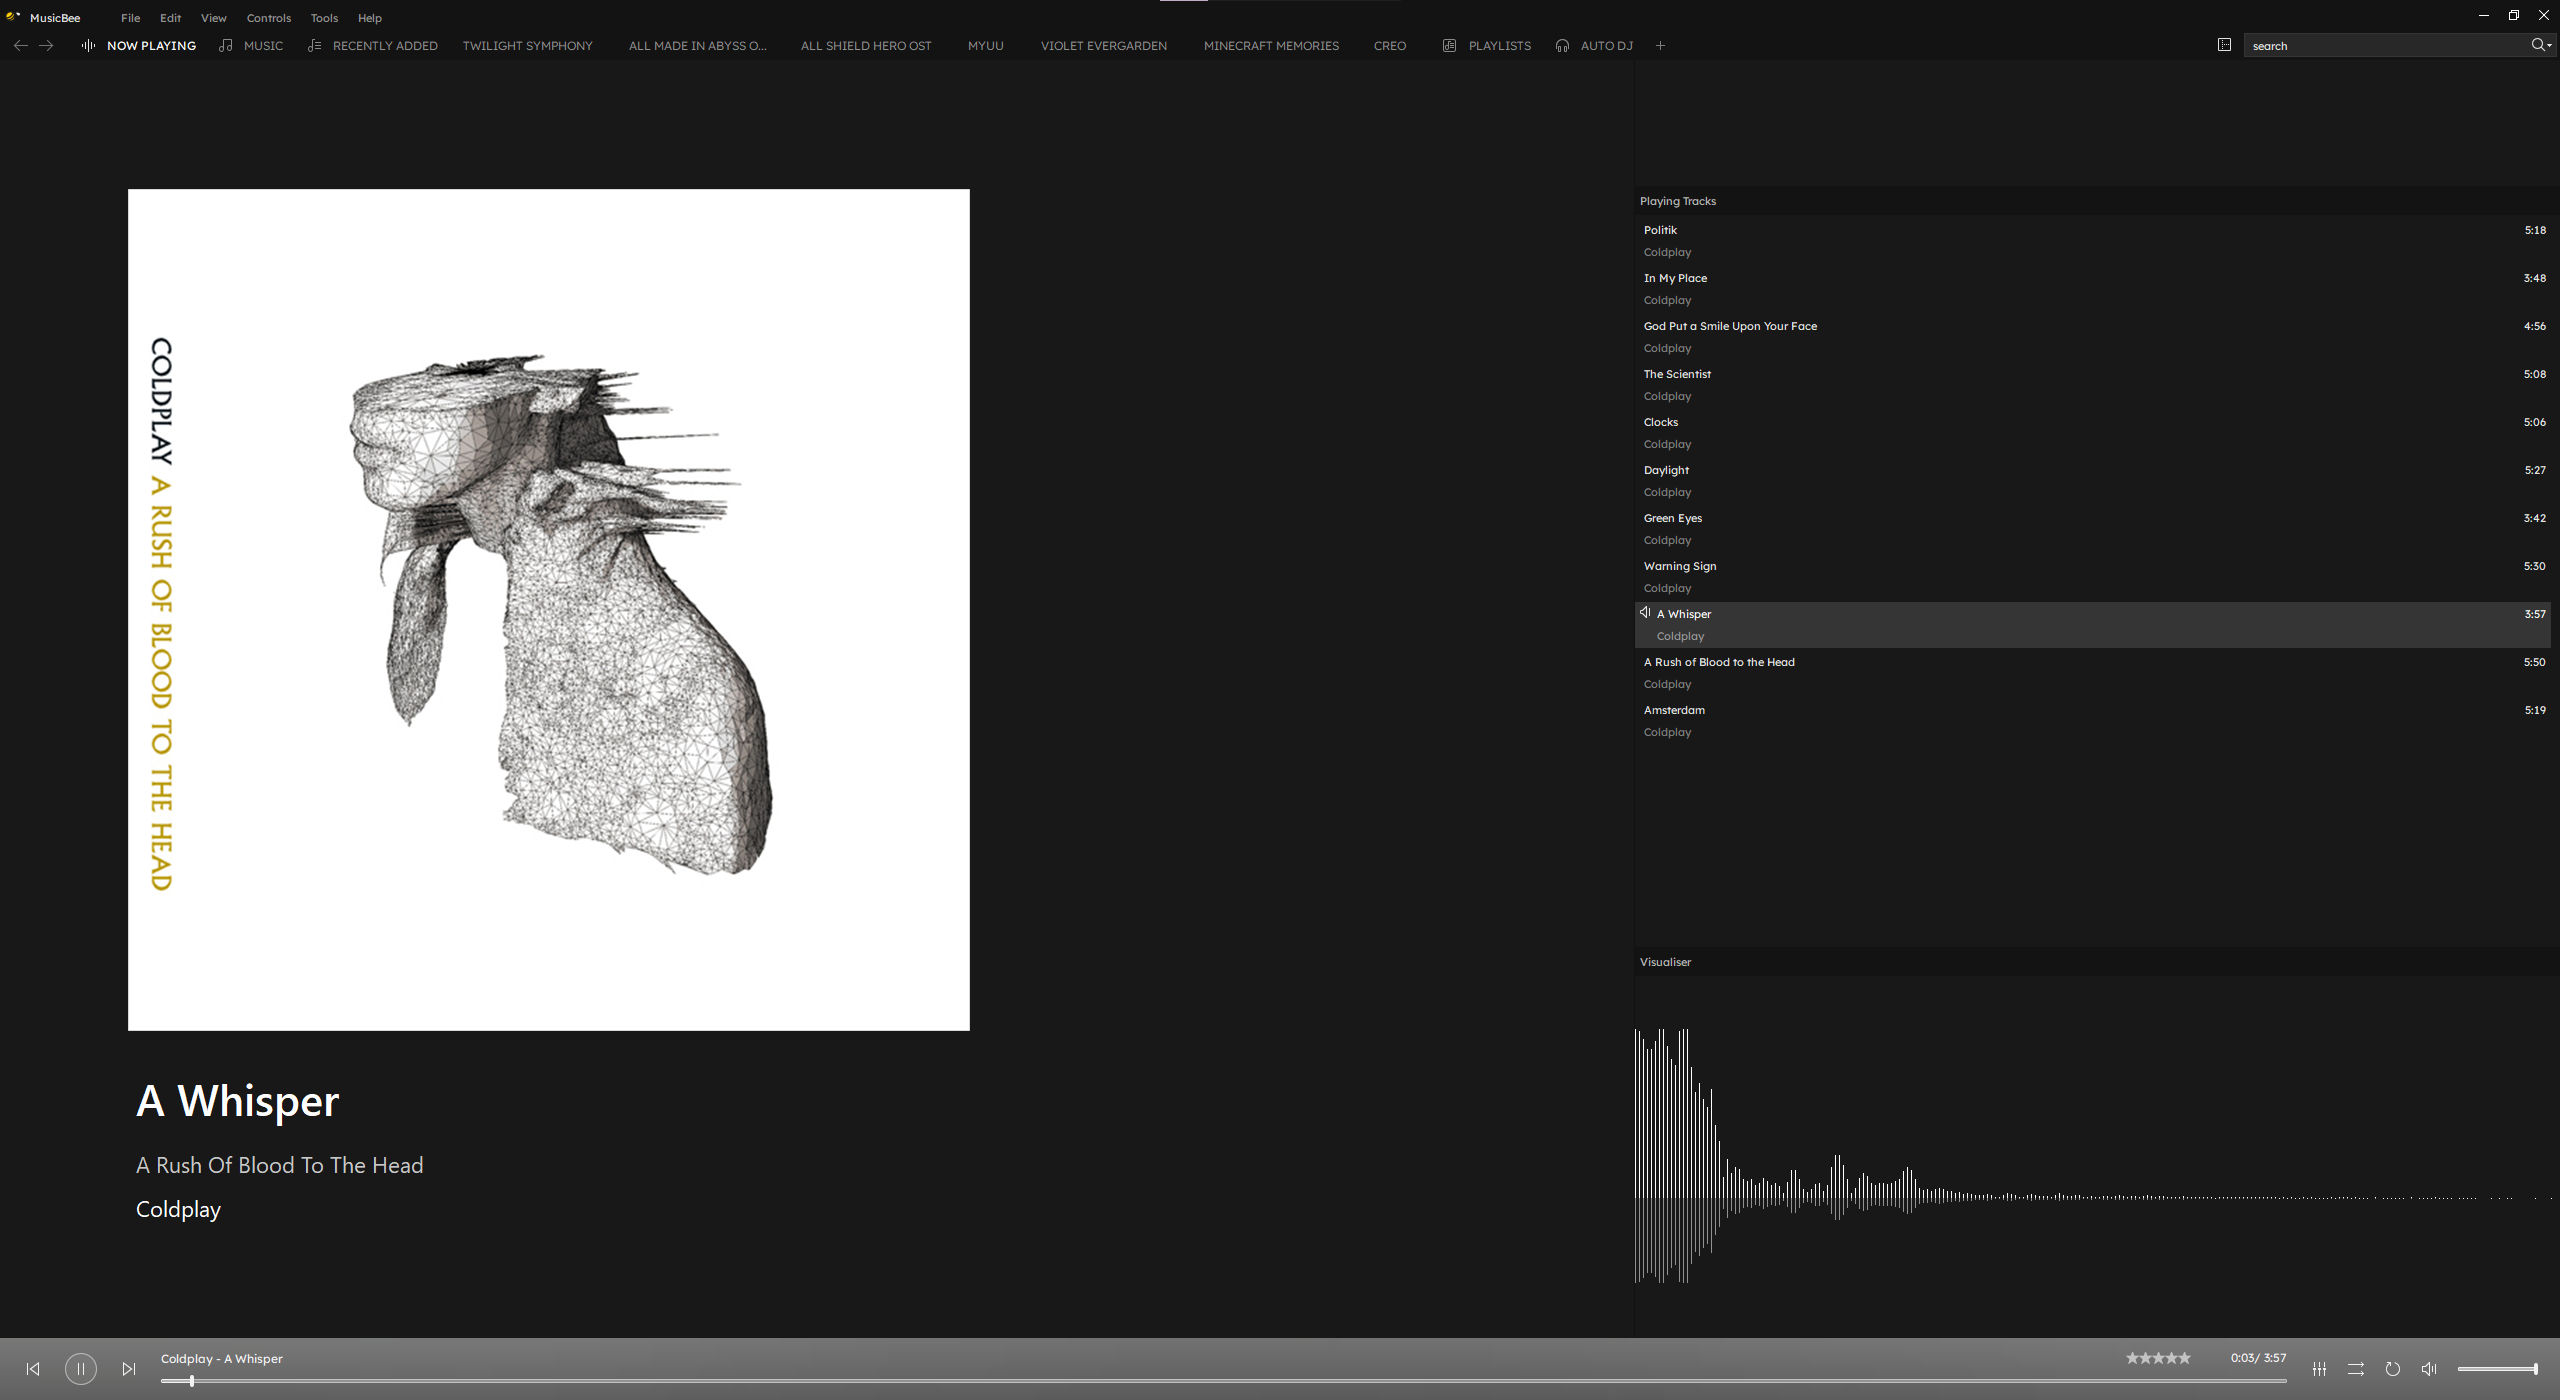 MusicBee File Edit View Controls Tools Help
NOW PLAYING MUSIC RECENTLY ADDED TWILIGHT SYMPHONY ALL MADE IN ABYSS O... ALL SHIELD HERO OST MYUU VIOLET EVERGARDEN MINECRAFT MEMORIES CREO PLAYLISTS AUTO DJ + search
COLDPLAY A RUSH OF BLOOD TO THE HEAD
A Whisper
A Rush Of Blood To The Head
Coldplay
Playing Tracks
Politik 5:18
Coldplay
In My Place 3:48
Coldplay
God Put a Smile Upon Your Face 4:56
Coldplay
The Scientist 5:08
Coldplay
Clocks 5:06
Coldplay
Daylight 5:27
Coldplay
Green Eyes 3:42
Coldplay
Warning Sign 5:30
Coldplay
A Whisper 3:57
Coldplay
A Rush of Blood to the Head 5:50
Coldplay
Amsterdam 5:19
Coldplay
Visualiser
Coldplay - A Whisper 0:03/ 3:57